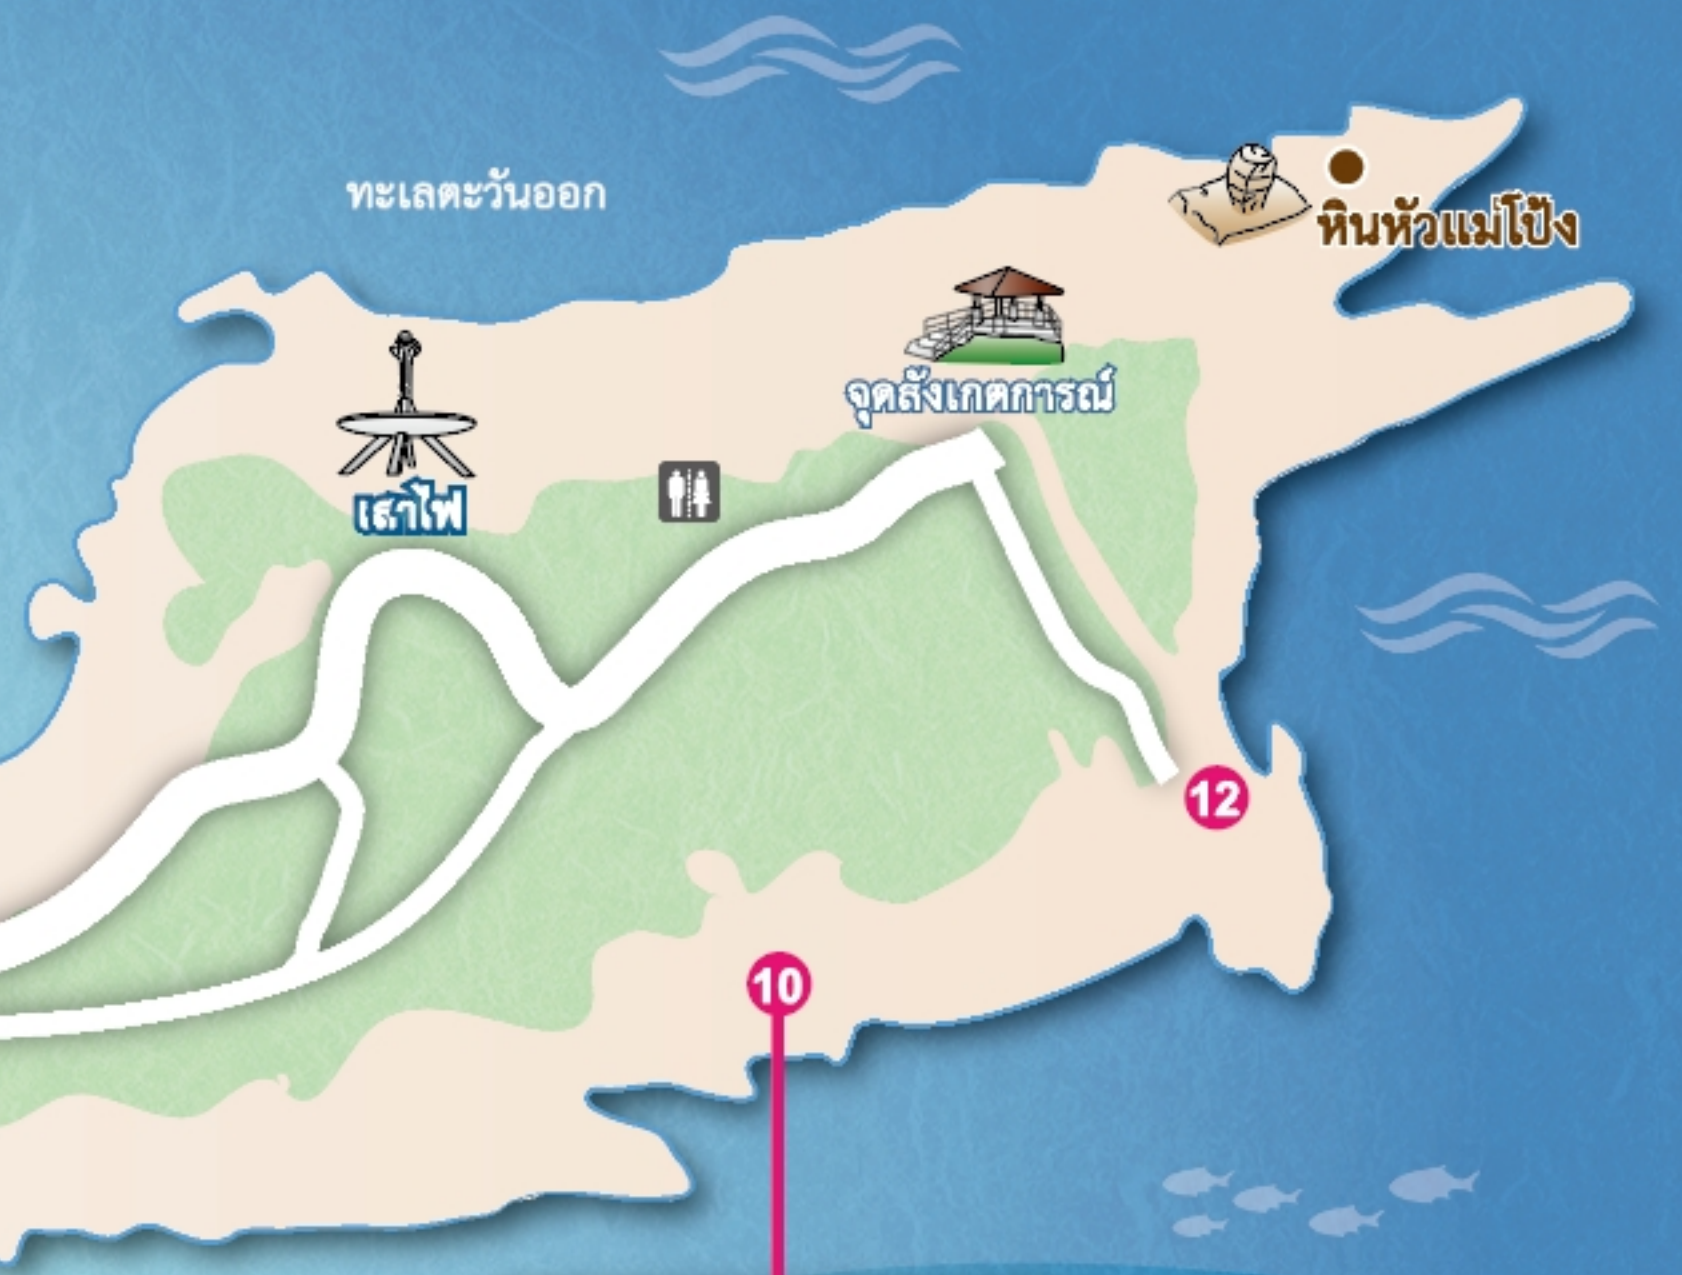 ทะเลตะวันออก
หินหัวแม่โป้ง
จุดสังเกตการณ์
เสาไฟ
12
10